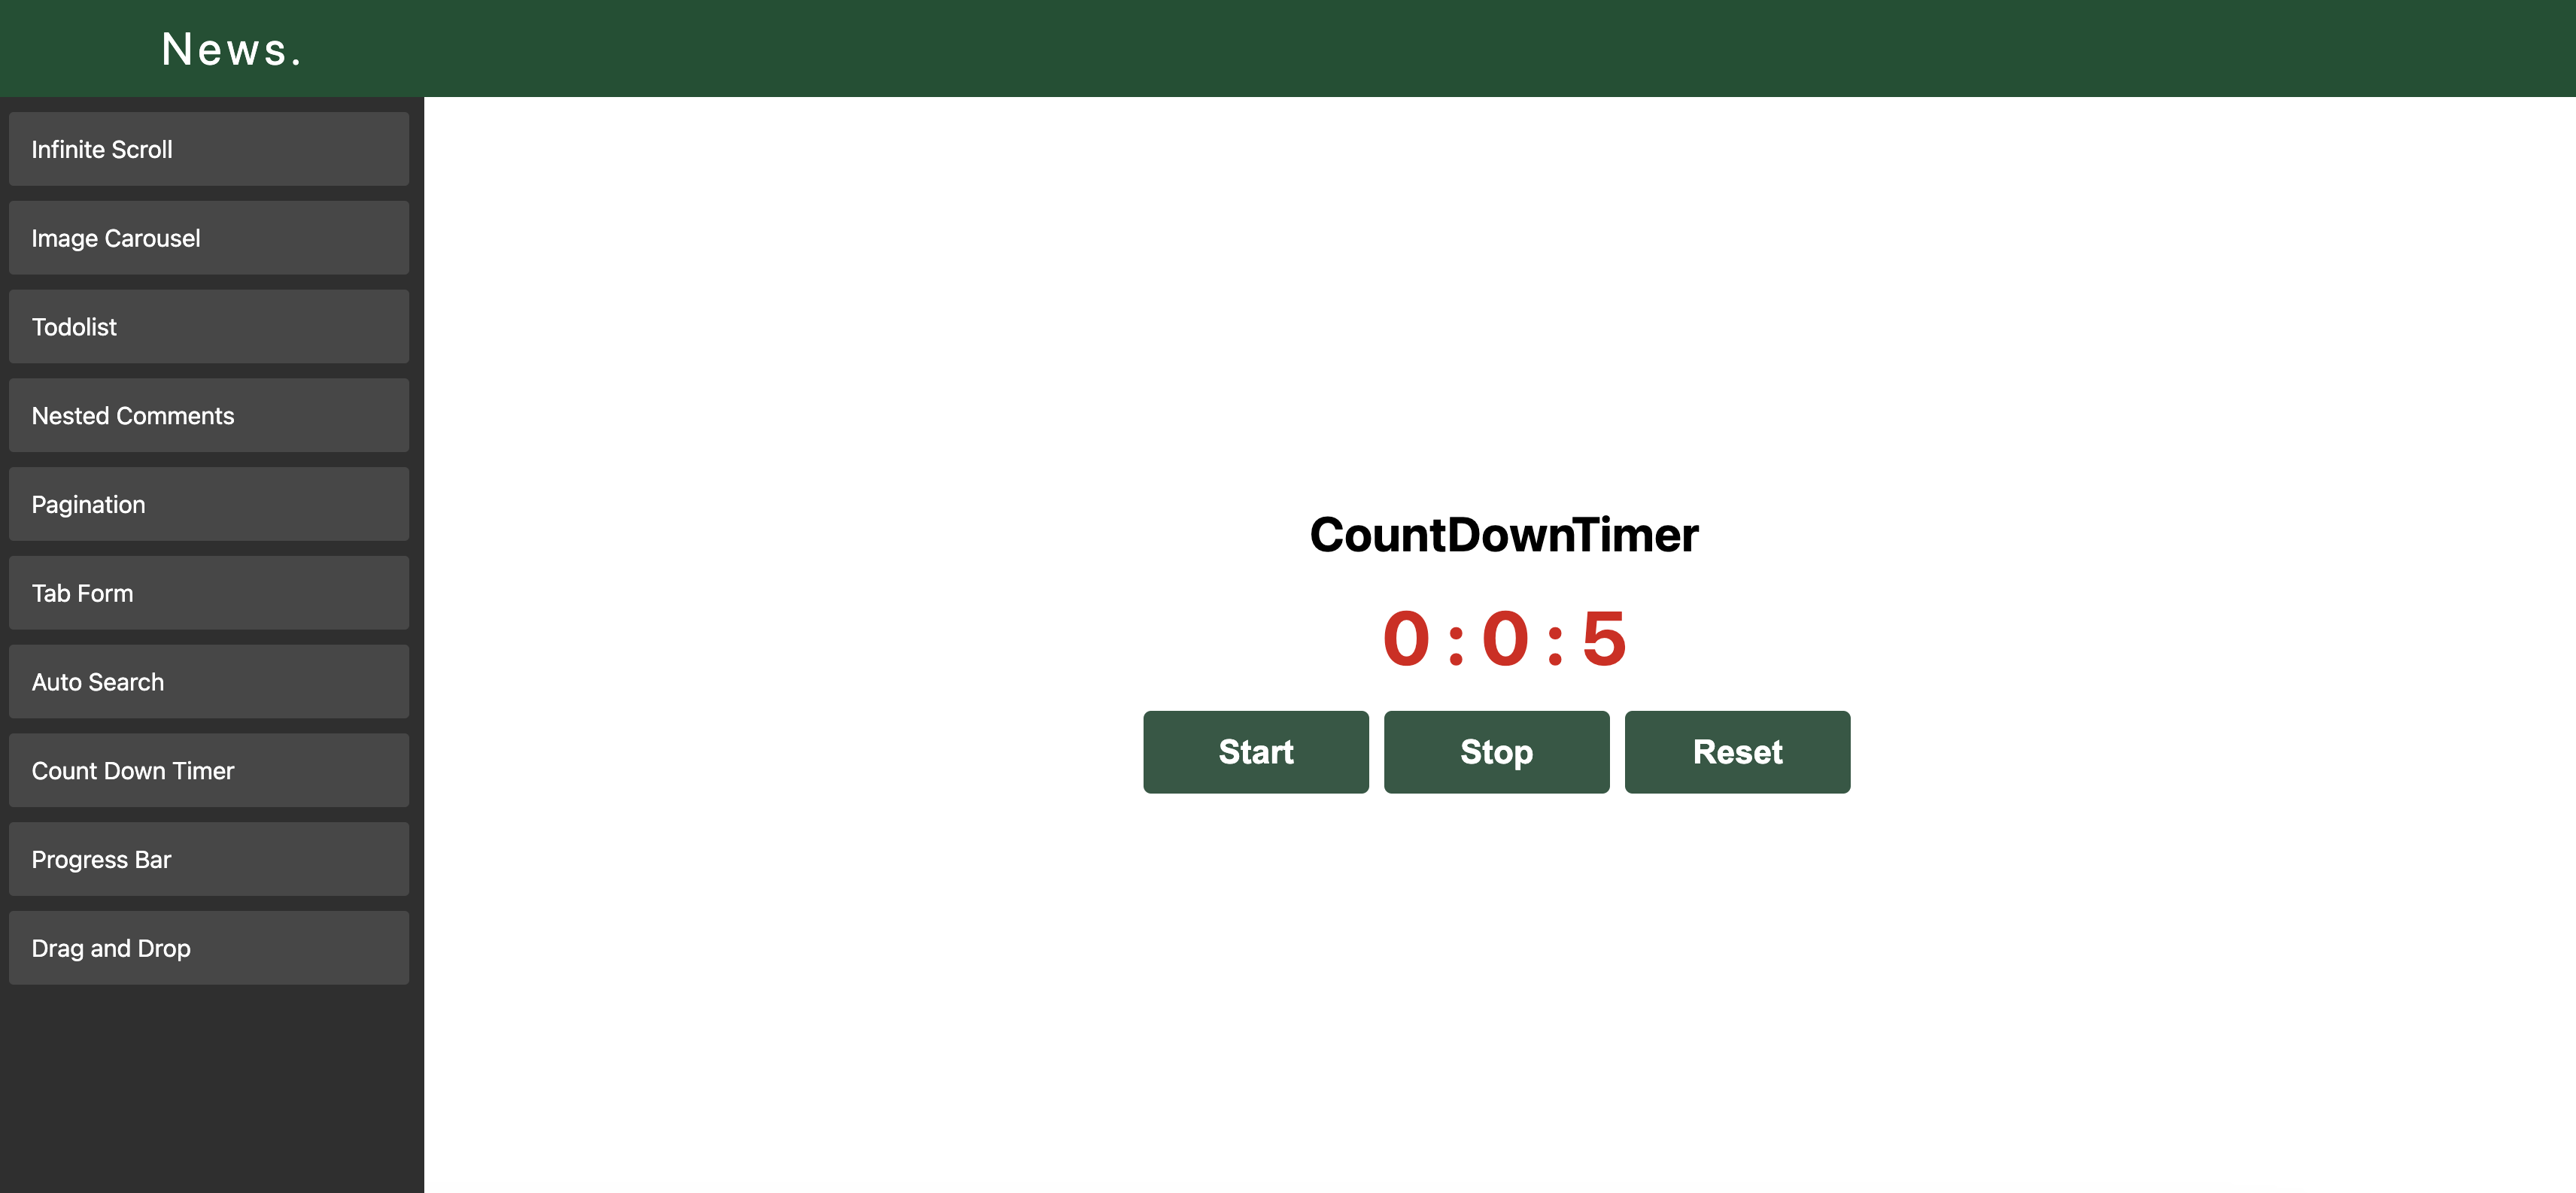 News.
Infinite Scroll
Image Carousel
Todolist
Nested Comments
Pagination
Tab Form
Auto Search
Count Down Timer
Progress Bar
Drag and Drop
CountDownTimer
0 : 0 : 5
Start Stop Reset